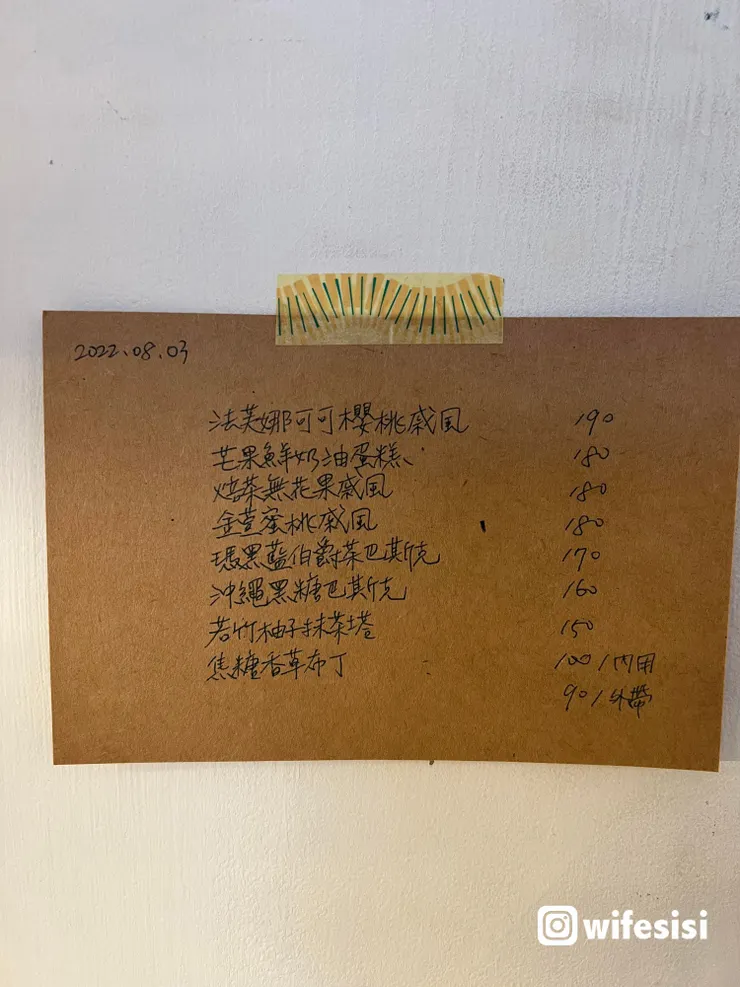 2022.08.03
法芙娜可可櫻桃戚風 190
芒果鮮奶油蛋糕 180
焙茶無花果戚風 180
金萱蜜桃戚風 180
瑪黑藍伯爵茶巴斯克 170
沖繩黑糖巴斯克 160
若竹柚子抹茶塔 150
焦糖香草布丁 100/內用
90/外帶
wifesisi